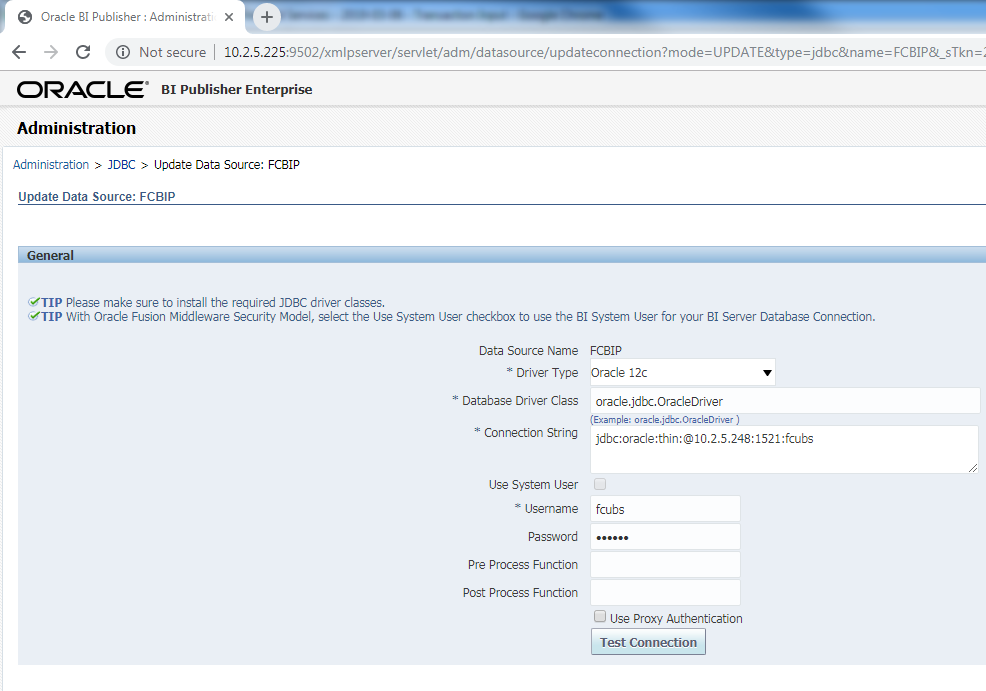 Oracle BI Publisher : Administrati
Not secure | 10.2.5.225:9502/xmlpserver/servlet/adm/datasource/updateconnection?mode=UPDATE&type=jdbc&name=FCBIP&_sTkn=2
ORACLE® BI Publisher Enterprise
Administration
Administration > JDBC > Update Data Source: FCBIP
Update Data Source: FCBIP
General
TIP Please make sure to install the required JDBC driver classes.
TIP With Oracle Fusion Middleware Security Model, select the Use System User checkbox to use the BI System User for your BI Server Database Connection.
Data Source Name FCBIP
* Driver Type Oracle 12c
* Database Driver Class oracle.jdbc.OracleDriver
(Example: oracle.jdbc.OracleDriver )
* Connection String jdbc:oracle:thin:@10.2.5.248:1521:fcubs
Use System User
* Username fcubs
Password ••••••
Pre Process Function
Post Process Function
Use Proxy Authentication
Test Connection